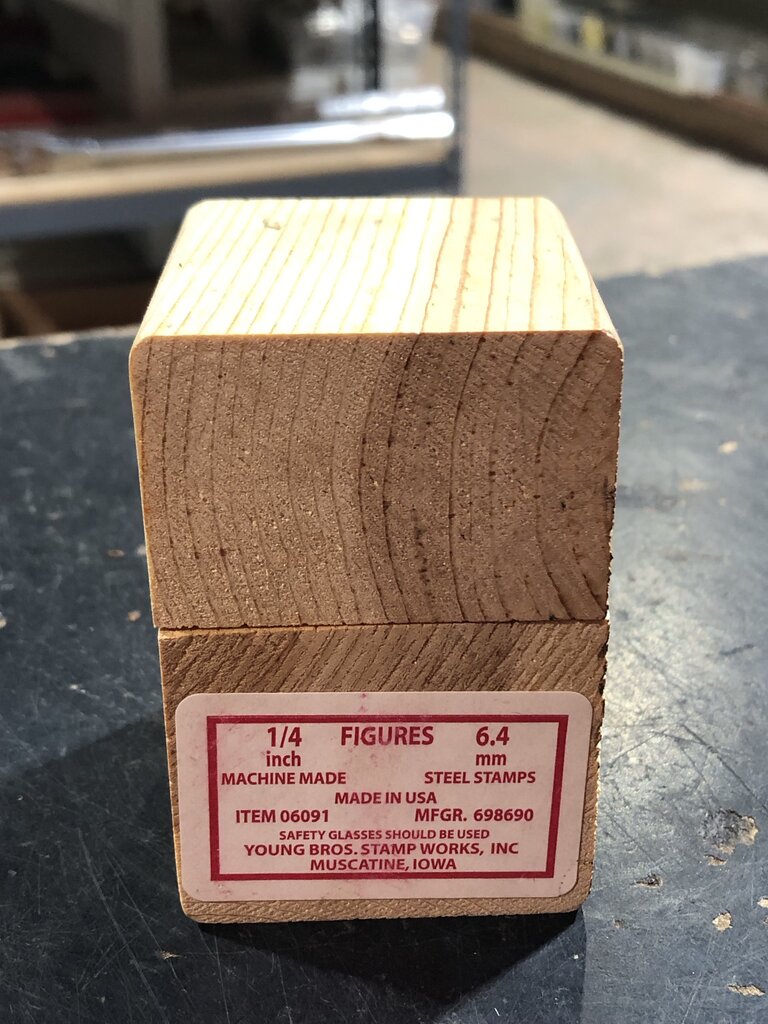 1/4 FIGURES 6.4
inch mm
MACHINE MADE STEEL STAMPS
MADE IN USA
ITEM 06091 MFGR. 698690
SAFETY GLASSES SHOULD BE USED
YOUNG BROS. STAMP WORKS, INC
MUSCATINE, IOWA